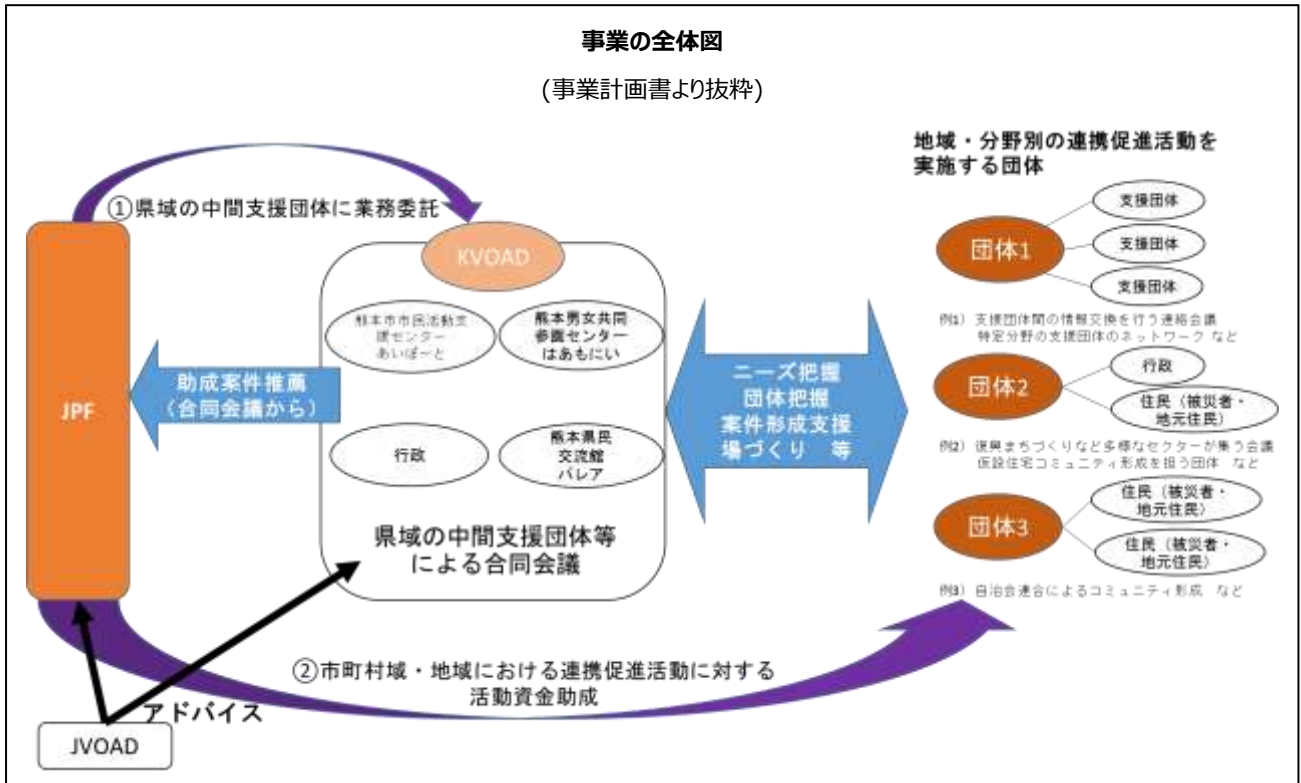 事業の全体図
(事業計画書より抜粋)
地域・分野別の連携促進活動を
実施する団体
①県域の中間支援団体に業務委託
JPF
KVOAD
熊本市市民活動支
援センター
あいぽーと
熊本男女共同
参画センター
はあもにい
行政
熊本県民
交流館
パレア
県域の中間支援団体等
による合同会議
助成案件推薦
(合同会議から)
ニーズ把握
団体把握
案件形成支援
場づくり 等
団体1
支援団体
支援団体
支援団体
例1) 支援団体間の情報交換を行う連絡会議
特定分野の支援団体のネットワーク など
団体2
行政
住民(被災者・
地元住民)
例2) 復興まちづくりなど多様なセクターが集う会議
仮設住宅コミュニティ形成を担う団体 など
団体3
住民(被災者・
地元住民)
住民(被災者・
地元住民)
例3) 自治会連合によるコミュニティ形成 など
②市町村域・地域における連携促進活動に対する
活動資金助成
アドバイス
JVOAD